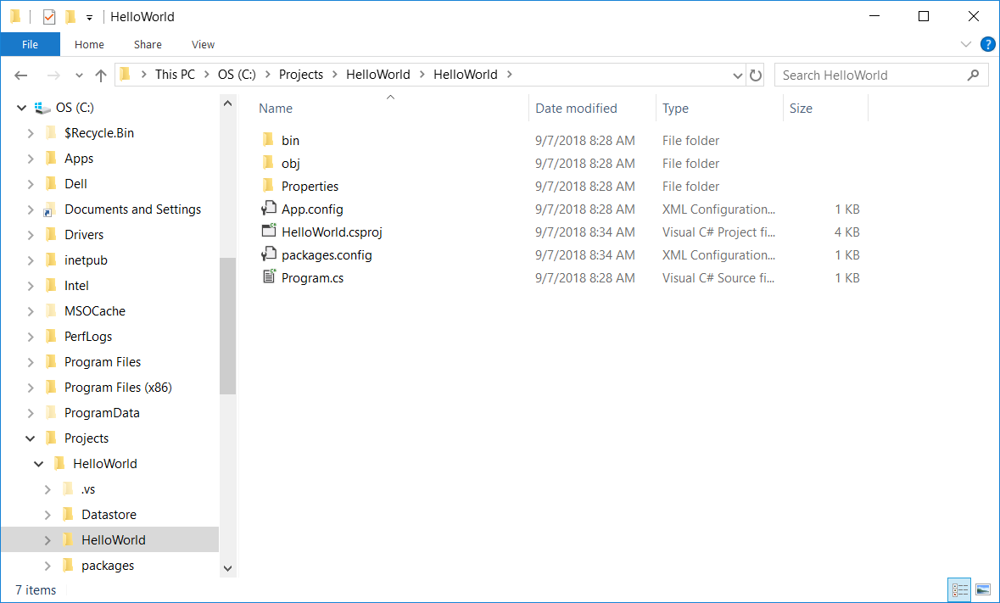 HelloWorld
File Home Share View
This PC OS (C:) Projects HelloWorld HelloWorld Search HelloWorld
OS (C:)
$Recycle.Bin
Apps
Dell
Documents and Settings
Drivers
inetpub
Intel
MSOCache
PerfLogs
Program Files
Program Files (x86)
ProgramData
Projects
HelloWorld
.vs
Datastore
HelloWorld
packages
Name Date modified Type Size
bin 9/7/2018 8:28 AM File folder
obj 9/7/2018 8:28 AM File folder
Properties 9/7/2018 8:28 AM File folder
App.config 9/7/2018 8:28 AM XML Configuration... 1 KB
HelloWorld.csproj 9/7/2018 8:34 AM Visual C# Project fi... 4 KB
packages.config 9/7/2018 8:34 AM XML Configuration... 1 KB
Program.cs 9/7/2018 8:28 AM Visual C# Source fi... 1 KB
7 items